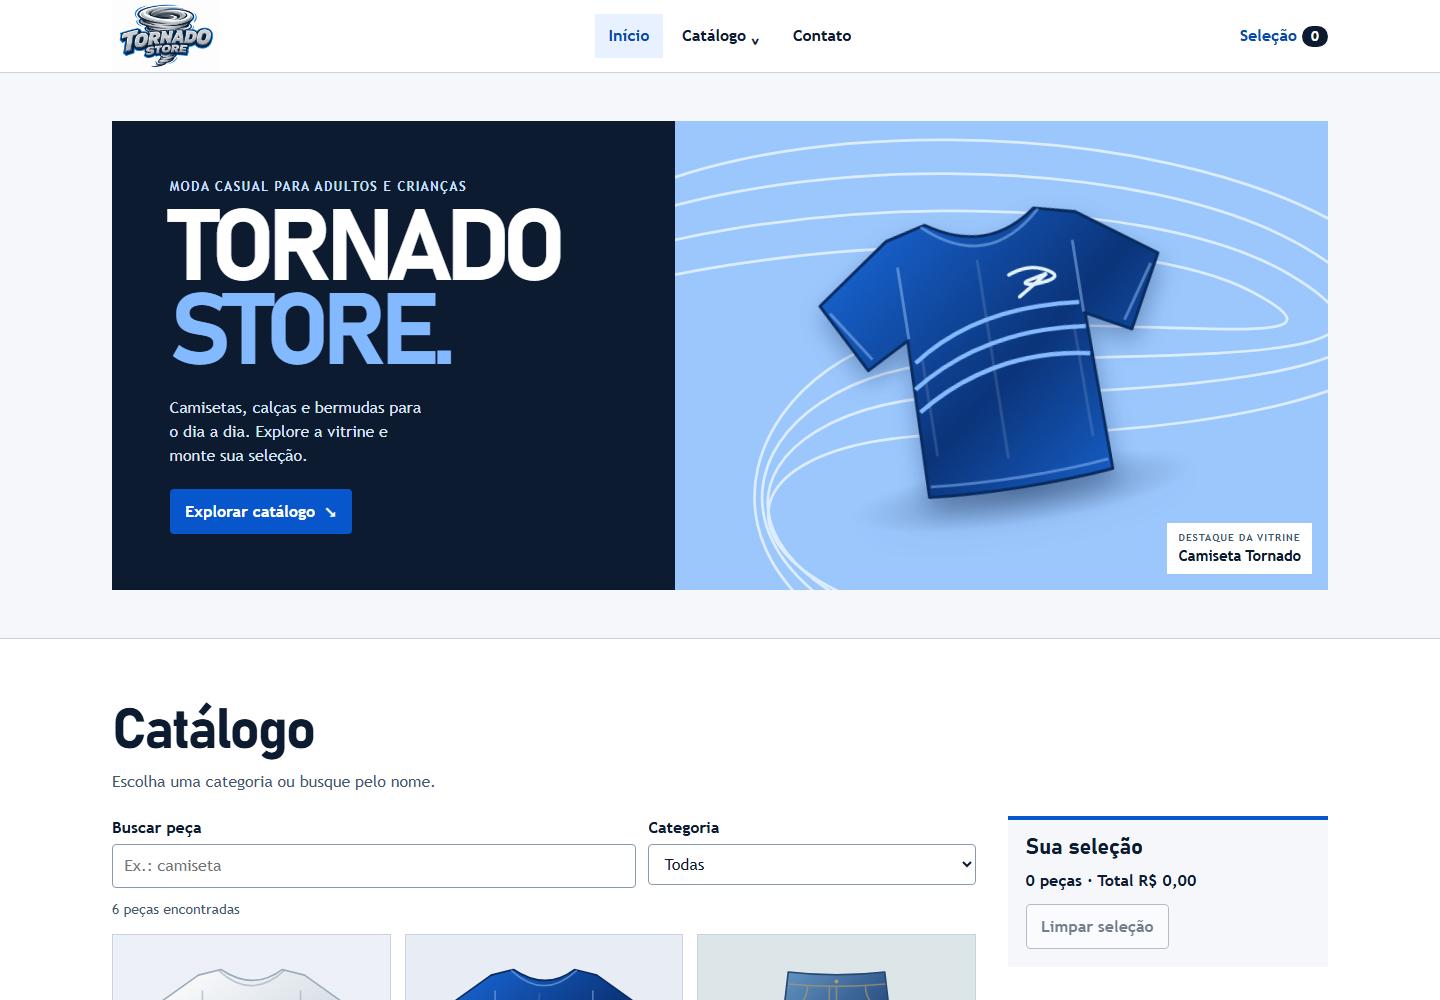 TORNADO
STORE
Início
Catálogo
Contato
Seleção 0
MODA CASUAL PARA ADULTOS E CRIANÇAS
TORNADO
STORE.
Camisetas, calças e bermudas para
o dia a dia. Explore a vitrine e
monte sua seleção.
Explorar catálogo ↘
DESTAQUE DA VITRINE
Camiseta Tornado
Catálogo
Escolha uma categoria ou busque pelo nome.
Buscar peça
Ex.: camiseta
Categoria
Todas
6 peças encontradas
Sua seleção
0 peças · Total R$ 0,00
Limpar seleção